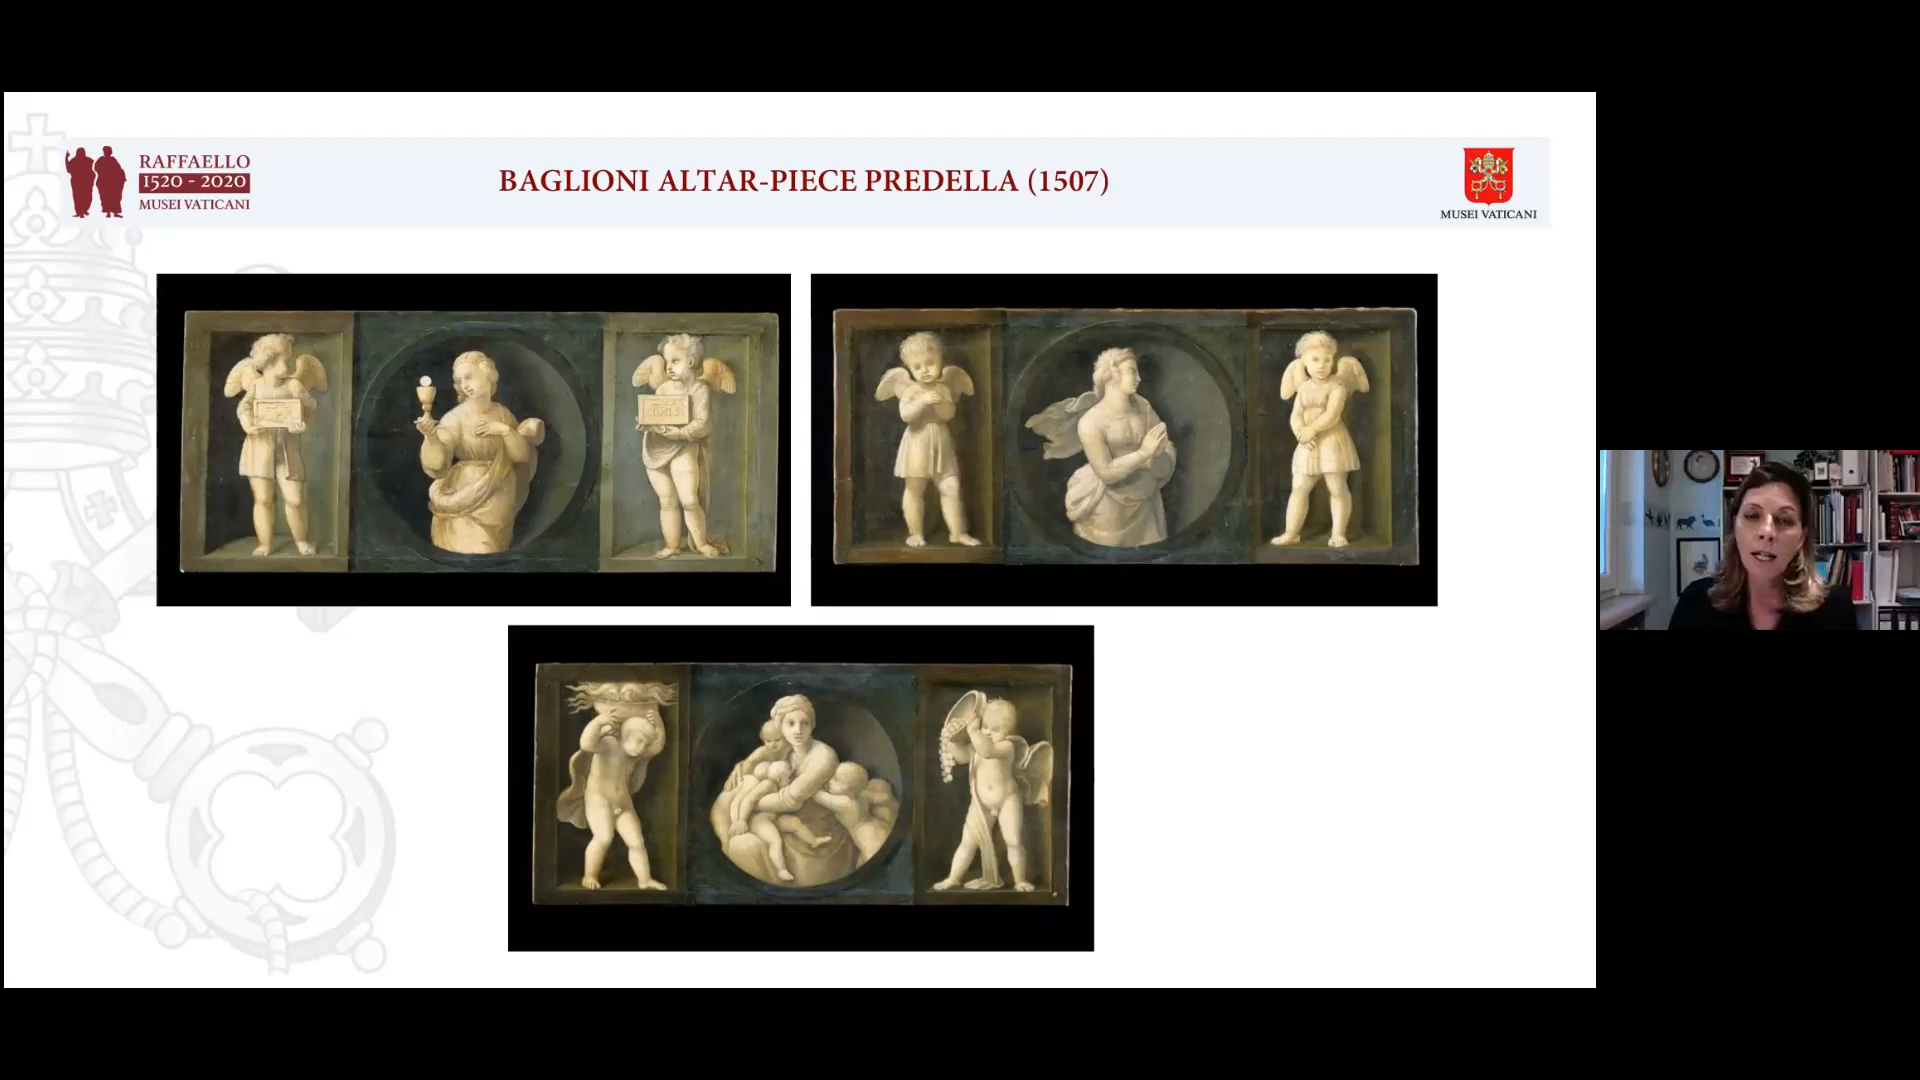 RAFFAELLO
1520 - 2020
MUSEI VATICANI
BAGLIONI ALTAR-PIECE PREDELLA (1507)
MUSEI VATICANI